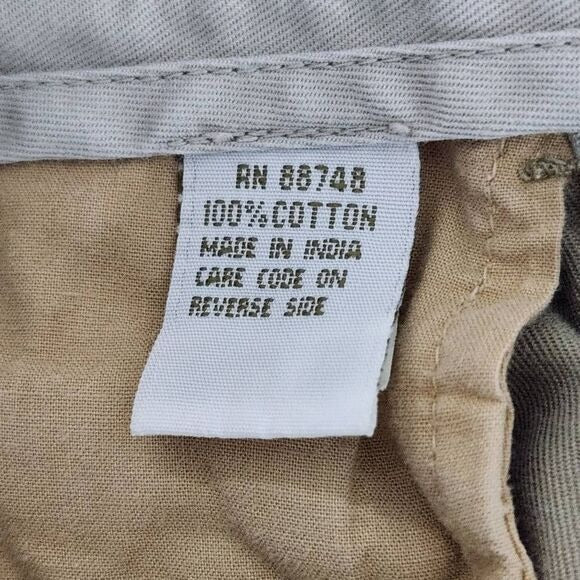 RN 88748
100% COTTON
MADE IN INDIA
CARE CODE ON
REVERSE SIDE